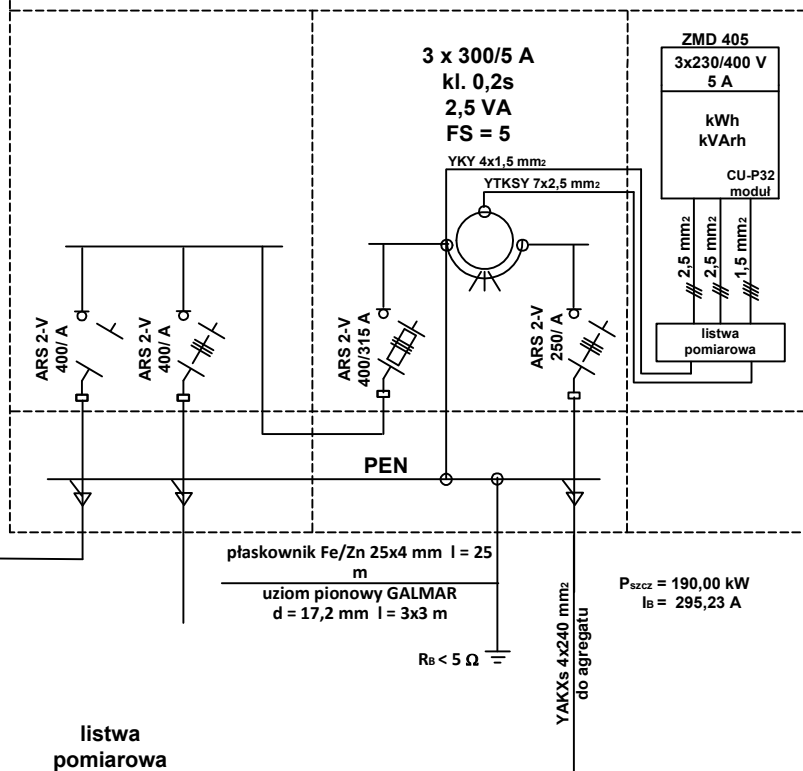 3 x 300/5 A
kl. 0,2s
2,5 VA
FS = 5
ZMD 405
3x230/400 V
5 A
kWh
kVArh
CU-P32
moduł
YKY 4x1,5 mm2
YTKSY 7x2,5 mm2
2,5 mm2
2,5 mm2
1,5 mm2
listwa
pomiarowa
ARS 2-V
400/ A
ARS 2-V
400/ A
ARS 2-V
400/315 A
ARS 2-V
250/ A
PEN
płaskownik Fe/Zn 25x4 mm l = 25
m
uziom pionowy GALMAR
d = 17,2 mm l = 3x3 m
RB < 5 Ω
YAKXs 4x240 mm2
do agregatu
Pszcz = 190,00 kW
IB = 295,23 A
listwa
pomiarowa